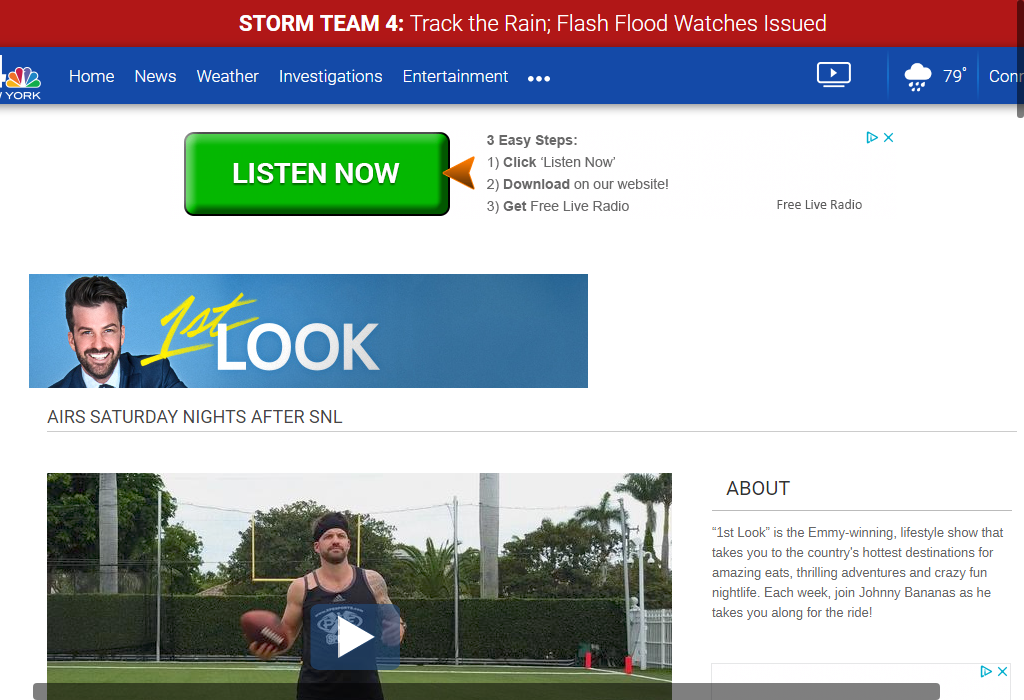 STORM TEAM 4: Track the Rain; Flash Flood Watches Issued
YORK
Home News Weather Investigations Entertainment
79°
LISTEN NOW
3 Easy Steps:
1) Click ‘Listen Now’
2) Download on our website!
3) Get Free Live Radio
Free Live Radio
1st LOOK
AIRS SATURDAY NIGHTS AFTER SNL
ABOUT
“1st Look” is the Emmy-winning, lifestyle show that
takes you to the country's hottest destinations for
amazing eats, thrilling adventures and crazy fun
nightlife. Each week, join Johnny Bananas as he
takes you along for the ride!